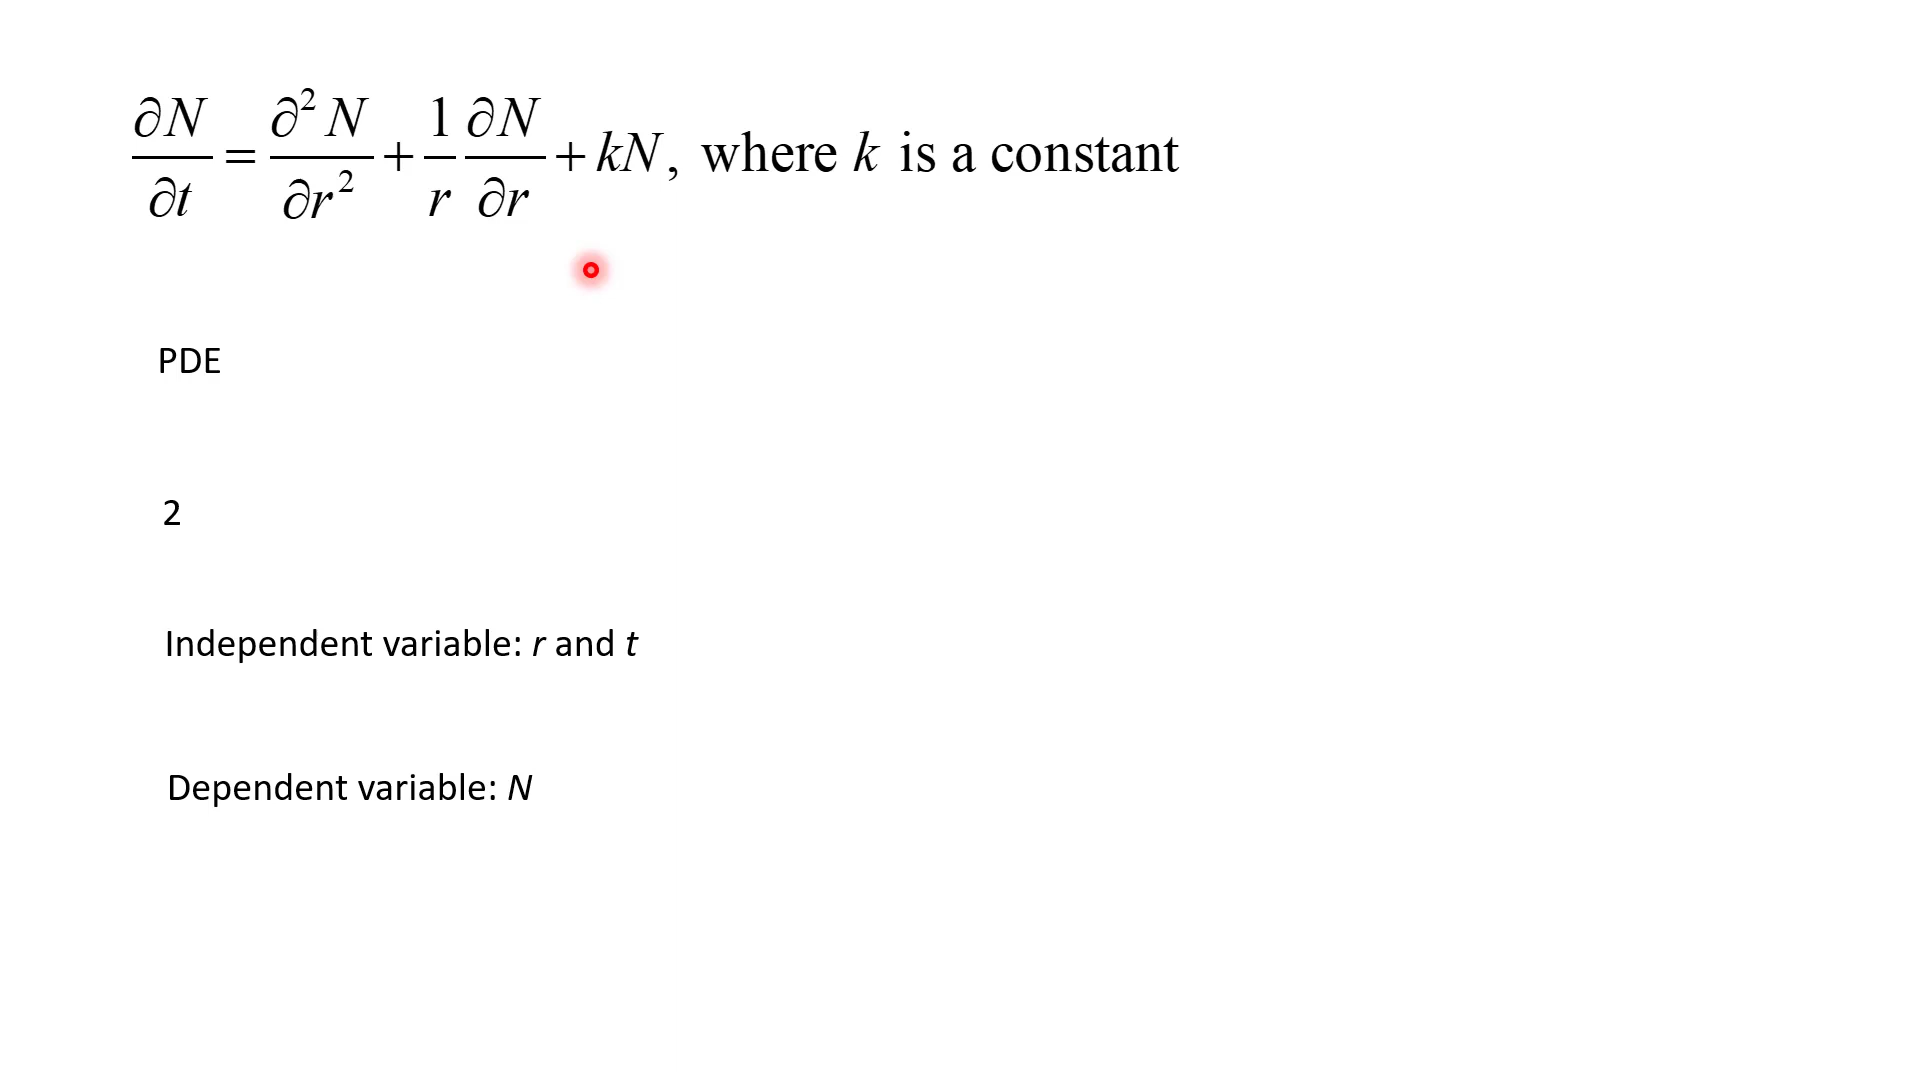 ∂N/∂t = ∂²N/∂r² + 1/r ∂N/∂r + kN, where k is a constant
PDE
2
Independent variable: r and t
Dependent variable: N